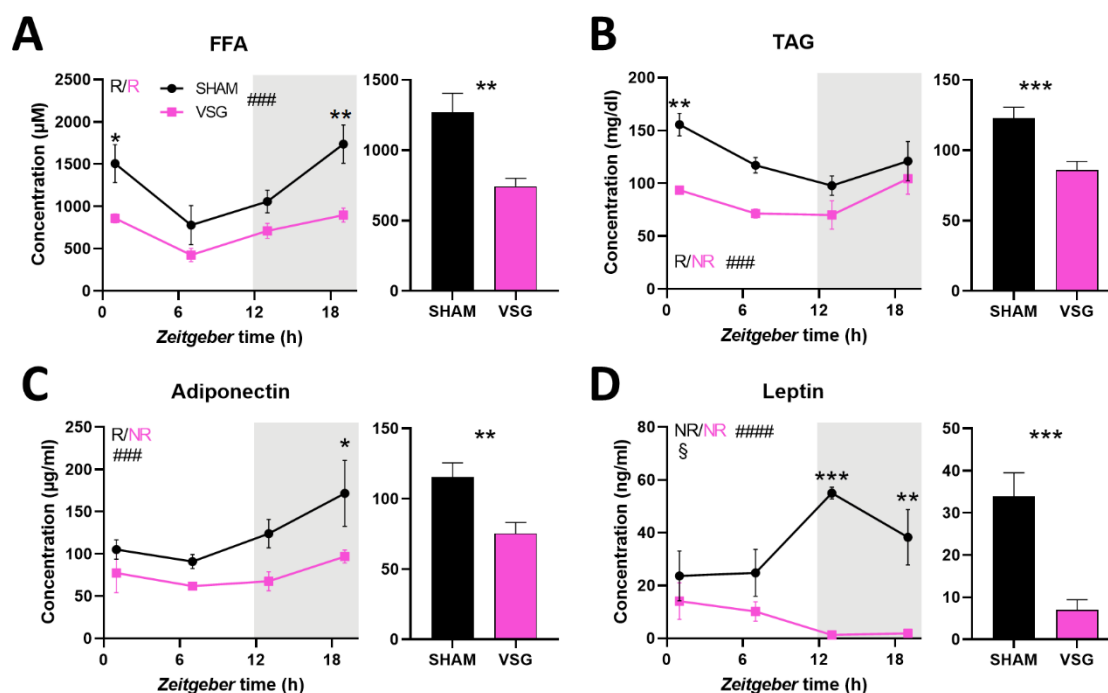 A
FFA
R/R
SHAM
VSG
###
*
**
2500
2000
1500
1000
500
0
Concentration (µM)
0 6 12 18
Zeitgeber time (h)
**
1500
1000
500
0
SHAM VSG
B
TAG
**
R/NR ###
200
150
100
50
0
Concentration (mg/dl)
0 6 12 18
Zeitgeber time (h)
***
150
100
50
0
SHAM VSG
C
Adiponectin
R/NR
###
*
250
200
150
100
50
0
Concentration (µg/ml)
0 6 12 18
Zeitgeber time (h)
**
150
100
50
0
SHAM VSG
D
Leptin
NR/NR ####
§
***
**
80
60
40
20
0
Concentration (ng/ml)
0 6 12 18
Zeitgeber time (h)
***
50
40
30
20
10
0
SHAM VSG